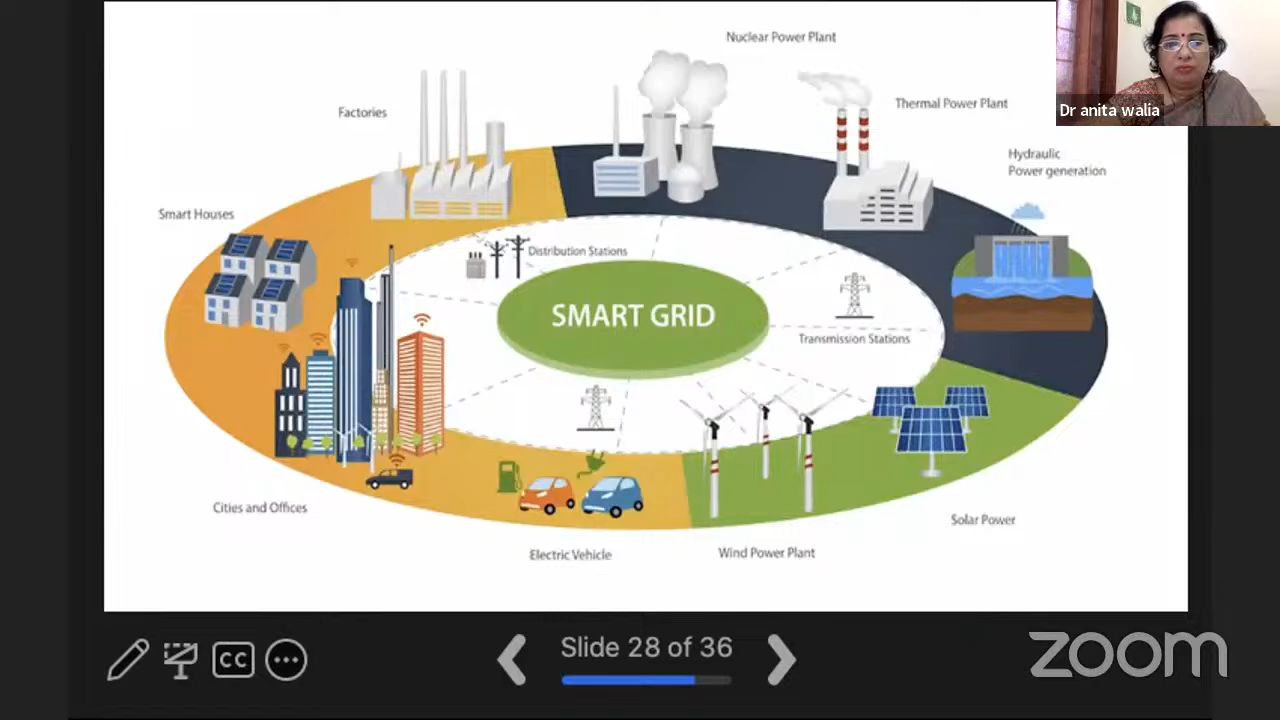 Nuclear Power Plant
Dr anita walia
Thermal Power Plant
Factories
Hydraulic
Power generation
Smart Houses
Distribution Stations
SMART GRID
Transmission Stations
Cities and Offices
Solar Power
Electric Vehicle
Wind Power Plant
CC
Slide 28 of 36
zoom